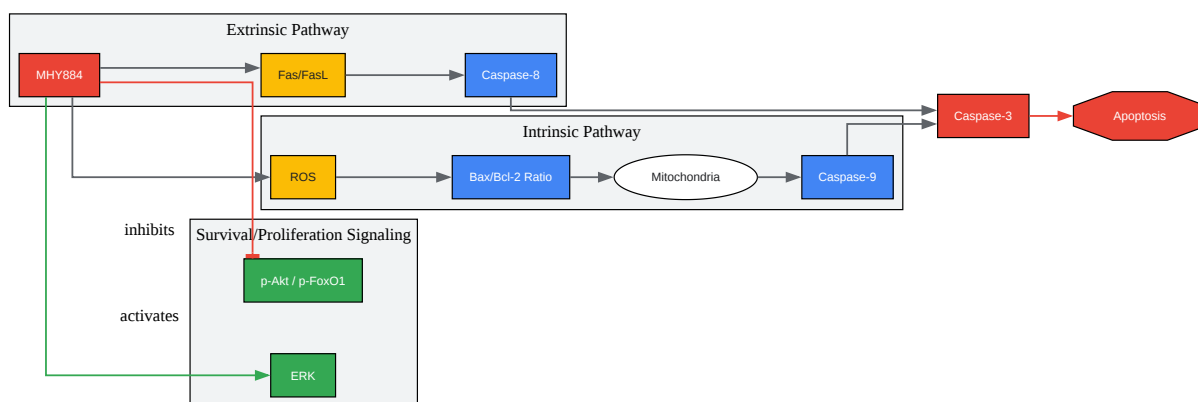 Extrinsic Pathway
MHY884
Fas/FasL
Caspase-8
Caspase-3
Apoptosis
Intrinsic Pathway
ROS
Bax/Bcl-2 Ratio
Mitochondria
Caspase-9
inhibits
Survival/Proliferation Signaling
p-Akt / p-FoxO1
activates
ERK